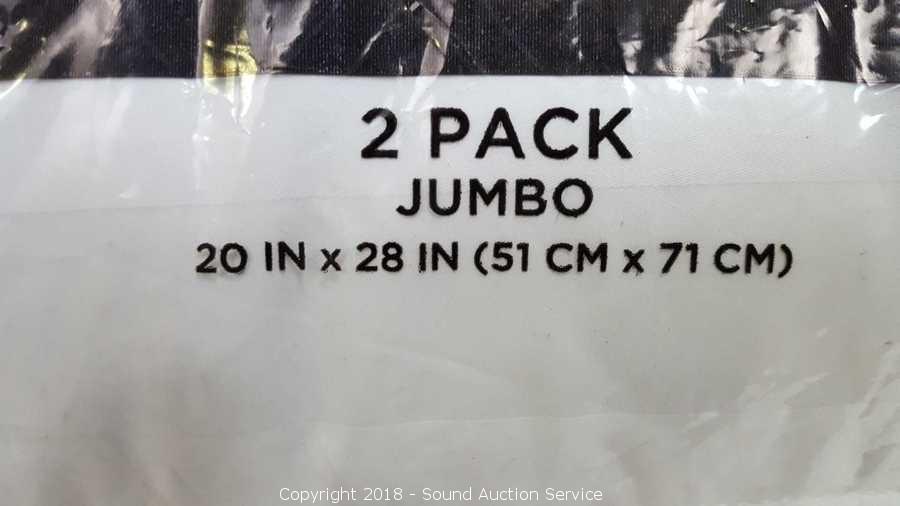 2 PACK
JUMBO
20 IN x 28 IN (51 CM x 71 CM)
Copyright 2018 - Sound Auction Service